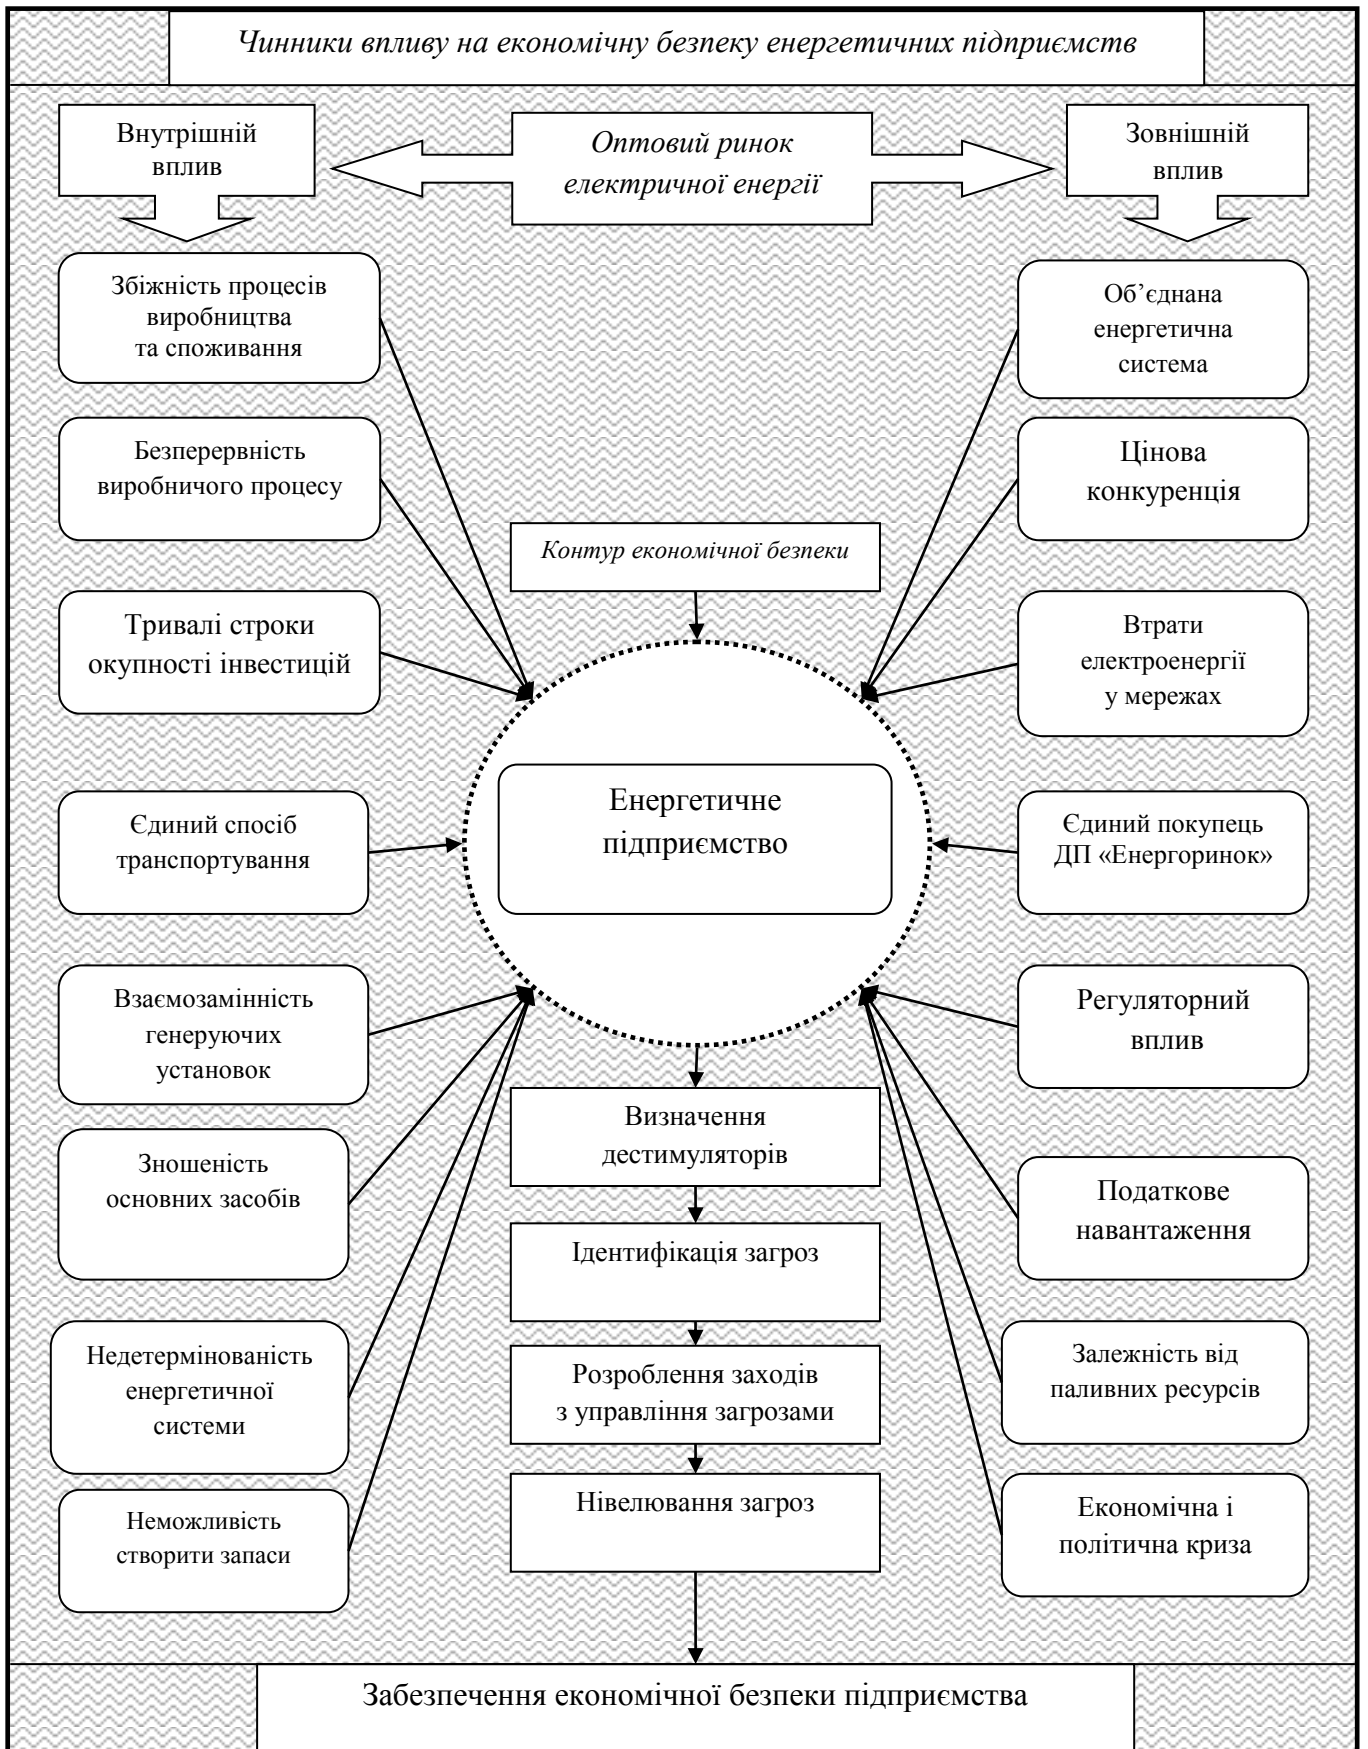 Чинники впливу на економічну безпеку енергетичних підприємств
Внутрішній
вплив
Оптовий ринок
електричної енергії
Зовнішній
вплив
Збіжність процесів
виробництва
та споживання
Безперервність
виробничого процесу
Тривалі строки
окупності інвестицій
Єдиний спосіб
транспортування
Взаємозамінність
генеруючих
установок
Зношеність
основних засобів
Недетермінованість
енергетичної
системи
Неможливість
створити запаси
Контур економічної безпеки
Енергетичне
підприємство
Визначення
дестимуляторів
Ідентифікація загроз
Розроблення заходів
з управління загрозами
Нівелювання загроз
Об’єднана
енергетична
система
Цінова
конкуренція
Втрати
електроенергії
у мережах
Єдиний покупець
ДП «Енергоринок»
Регуляторний
вплив
Податкове
навантаження
Залежність від
паливних ресурсів
Економічна і
політична криза
Забезпечення економічної безпеки підприємства